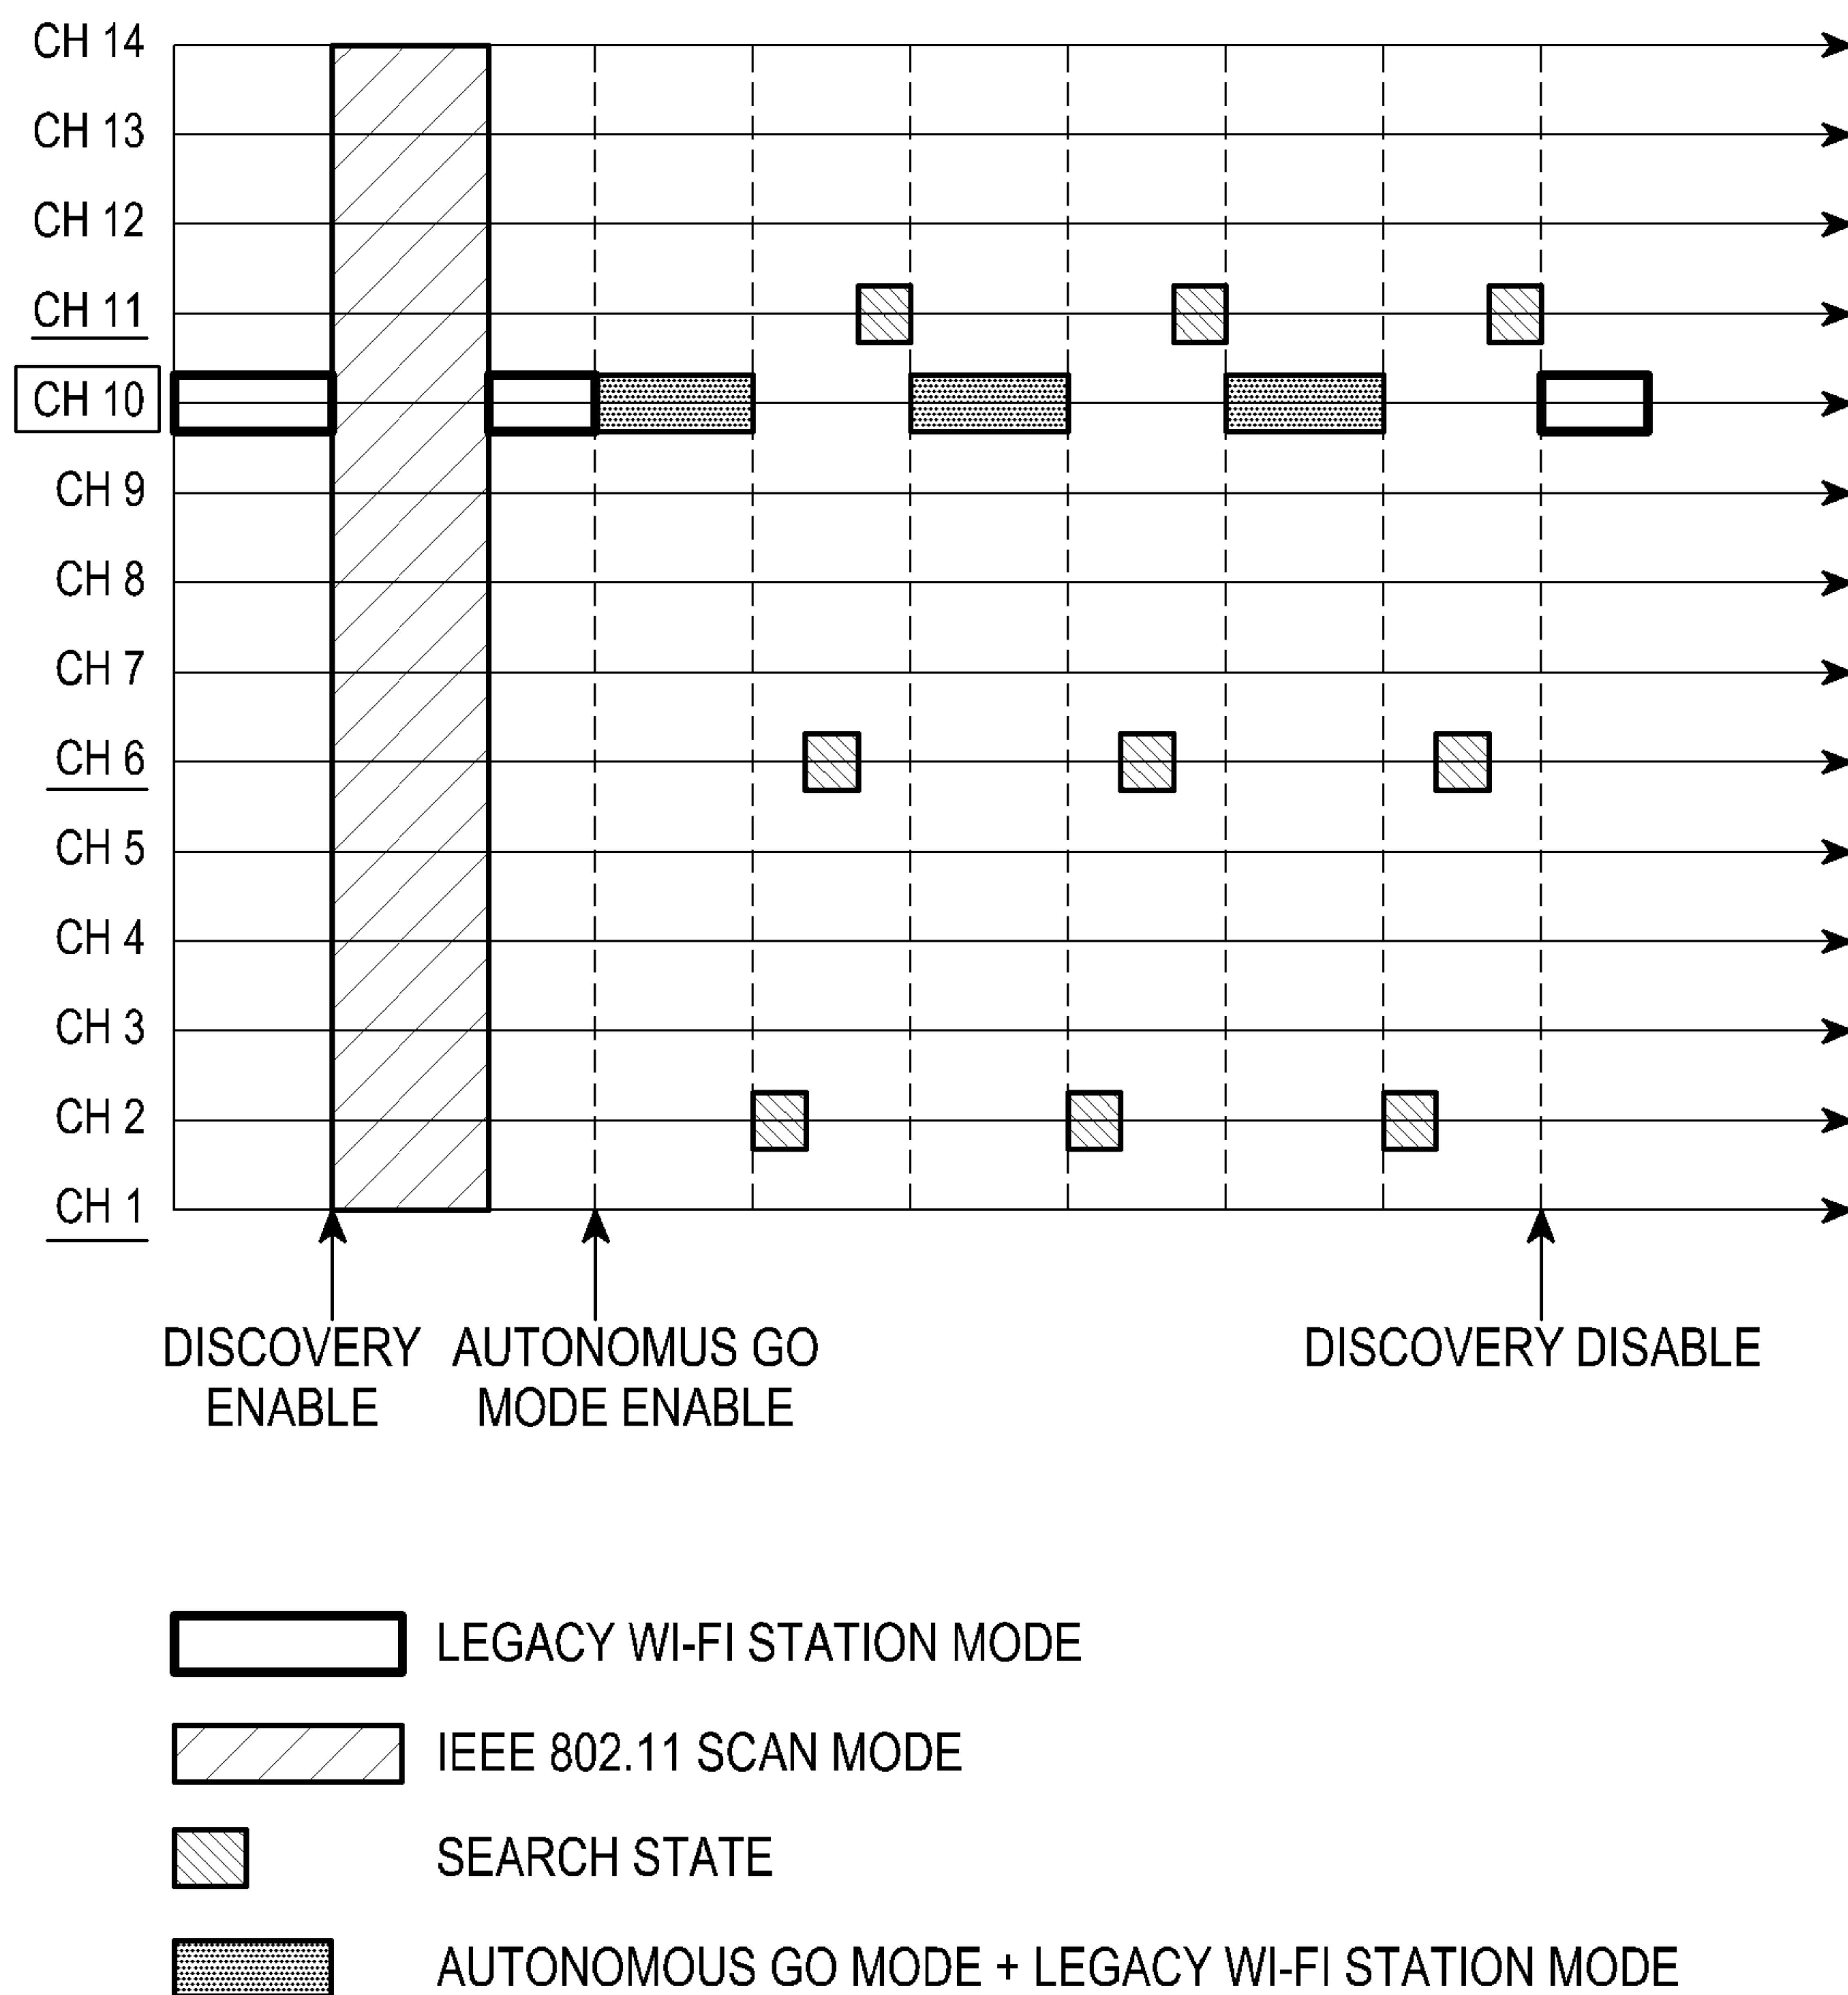 CH 14
CH 13
CH 12
CH 11
CH 10
CH 9
CH 8
CH 7
CH 6
CH 5
CH 4
CH 3
CH 2
CH 1
DISCOVERY
ENABLE
AUTONOMUS GO
MODE ENABLE
DISCOVERY DISABLE
LEGACY WI-FI STATION MODE
IEEE 802.11 SCAN MODE
SEARCH STATE
AUTONOMOUS GO MODE + LEGACY WI-FI STATION MODE